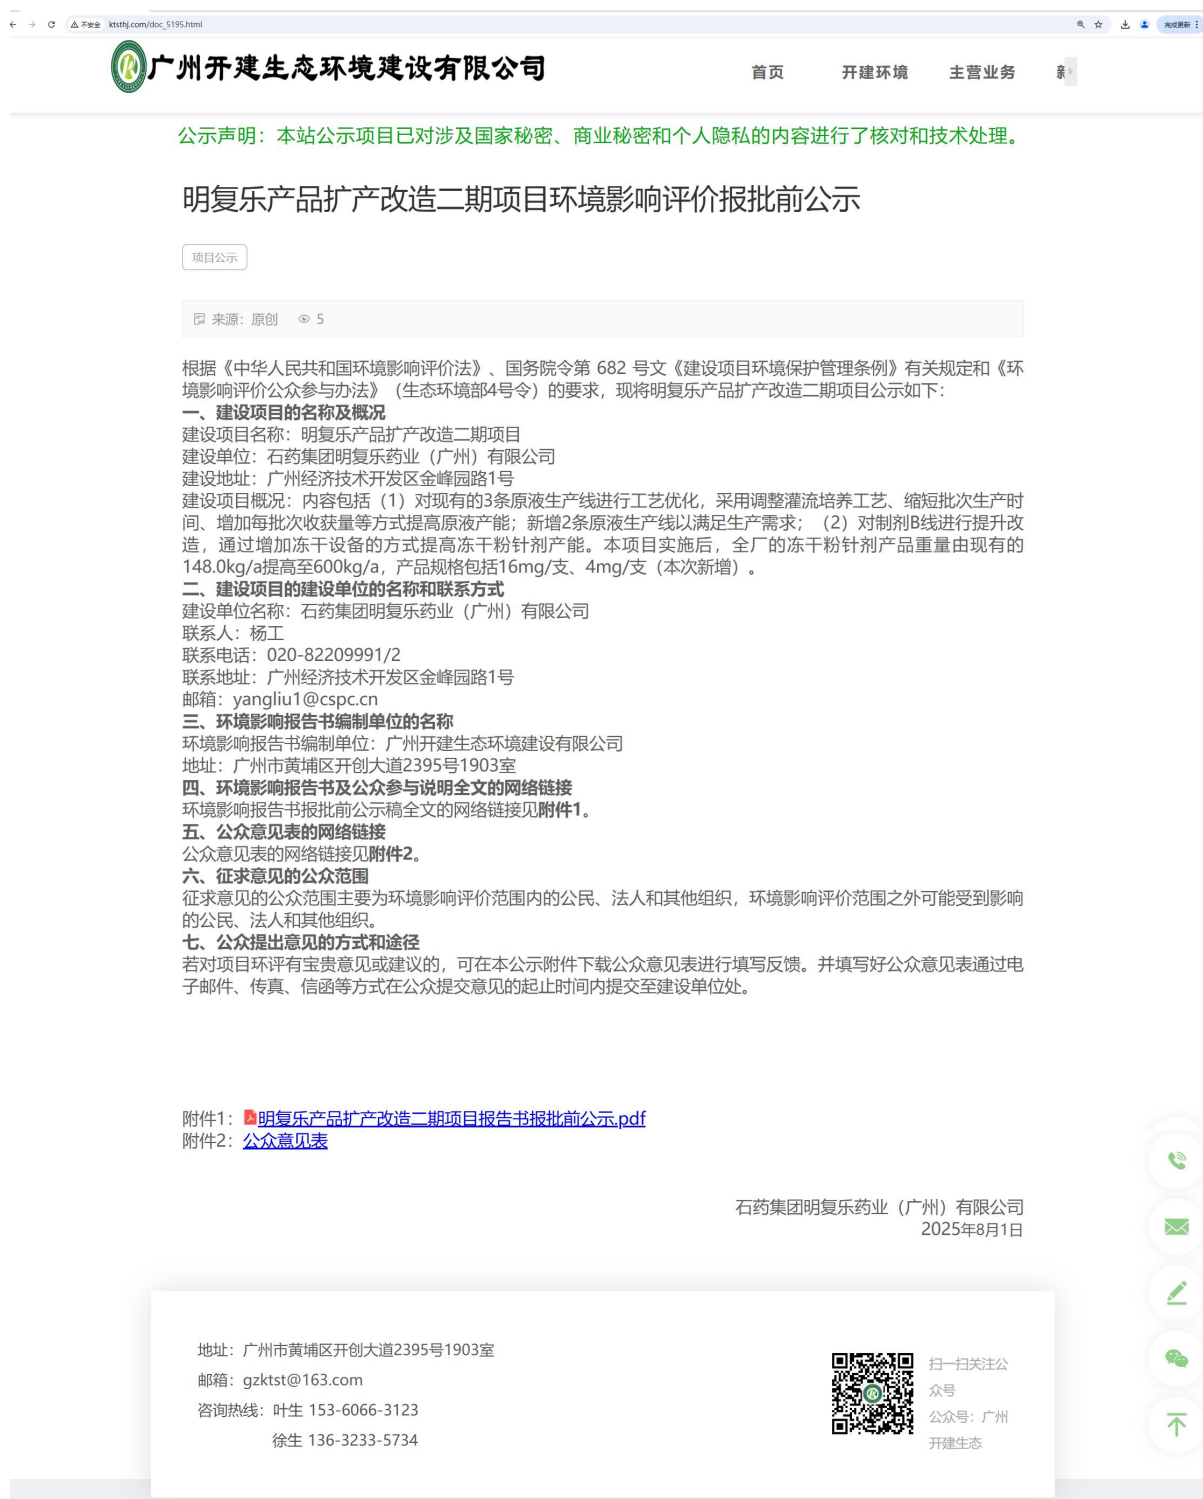 不安全 ktsthj.com/doc_5195.html
完成更新
广州开建生态环境建设有限公司
首页 开建环境 主营业务
公示声明：本站公示项目已对涉及国家秘密、商业秘密和个人隐私的内容进行了核对和技术处理。
明复乐产品扩产改造二期项目环境影响评价报批前公示
项目公示
来源：原创 5
根据《中华人民共和国环境影响评价法》、国务院令第 682 号文《建设项目环境保护管理条例》有关规定和《环
境影响评价公众参与办法》（生态环境部4号令）的要求，现将明复乐产品扩产改造二期项目公示如下：
一、建设项目的名称及概况
建设项目名称：明复乐产品扩产改造二期项目
建设单位：石药集团明复乐药业（广州）有限公司
建设地址：广州经济技术开发区金峰园路1号
建设项目概况：内容包括（1）对现有的3条原液生产线进行工艺优化，采用调整灌流培养工艺、缩短批次生产时
间、增加每批次收获量等方式提高原液产能；新增2条原液生产线以满足生产需求；（2）对制剂B线进行提升改
造，通过增加冻干设备的方式提高冻干粉针剂产能。本项目实施后，全厂的冻干粉针剂产品重量由现有的
148.0kg/a提高至600kg/a，产品规格包括16mg/支、4mg/支（本次新增）。
二、建设项目的建设单位的名称和联系方式
建设单位名称：石药集团明复乐药业（广州）有限公司
联系人：杨工
联系电话：020-82209991/2
联系地址：广州经济技术开发区金峰园路1号
邮箱：yangliu1@cspc.cn
三、环境影响报告书编制单位的名称
环境影响报告书编制单位：广州开建生态环境建设有限公司
地址：广州市黄埔区开创大道2395号1903室
四、环境影响报告书及公众参与说明全文的网络链接
环境影响报告书报批前公示稿全文的网络链接见附件1。
五、公众意见表的网络链接
公众意见表的网络链接见附件2。
六、征求意见的公众范围
征求意见的公众范围主要为环境影响评价范围内的公民、法人和其他组织，环境影响评价范围之外可能受到影响
的公民、法人和其他组织。
七、公众提出意见的方式和途径
若对项目环评有宝贵意见或建议的，可在本公示附件下载公众意见表进行填写反馈。并填写好公众意见表通过电
子邮件、传真、信函等方式在公众提交意见的起止时间内提交至建设单位处。
附件1：明复乐产品扩产改造二期项目报告书报批前公示.pdf
附件2：公众意见表
石药集团明复乐药业（广州）有限公司
2025年8月1日
地址：广州市黄埔区开创大道2395号1903室
邮箱：gzktst@163.com
咨询热线：叶生 153-6066-3123
徐生 136-3233-5734
扫一扫关注公
众号
公众号：广州
开建生态